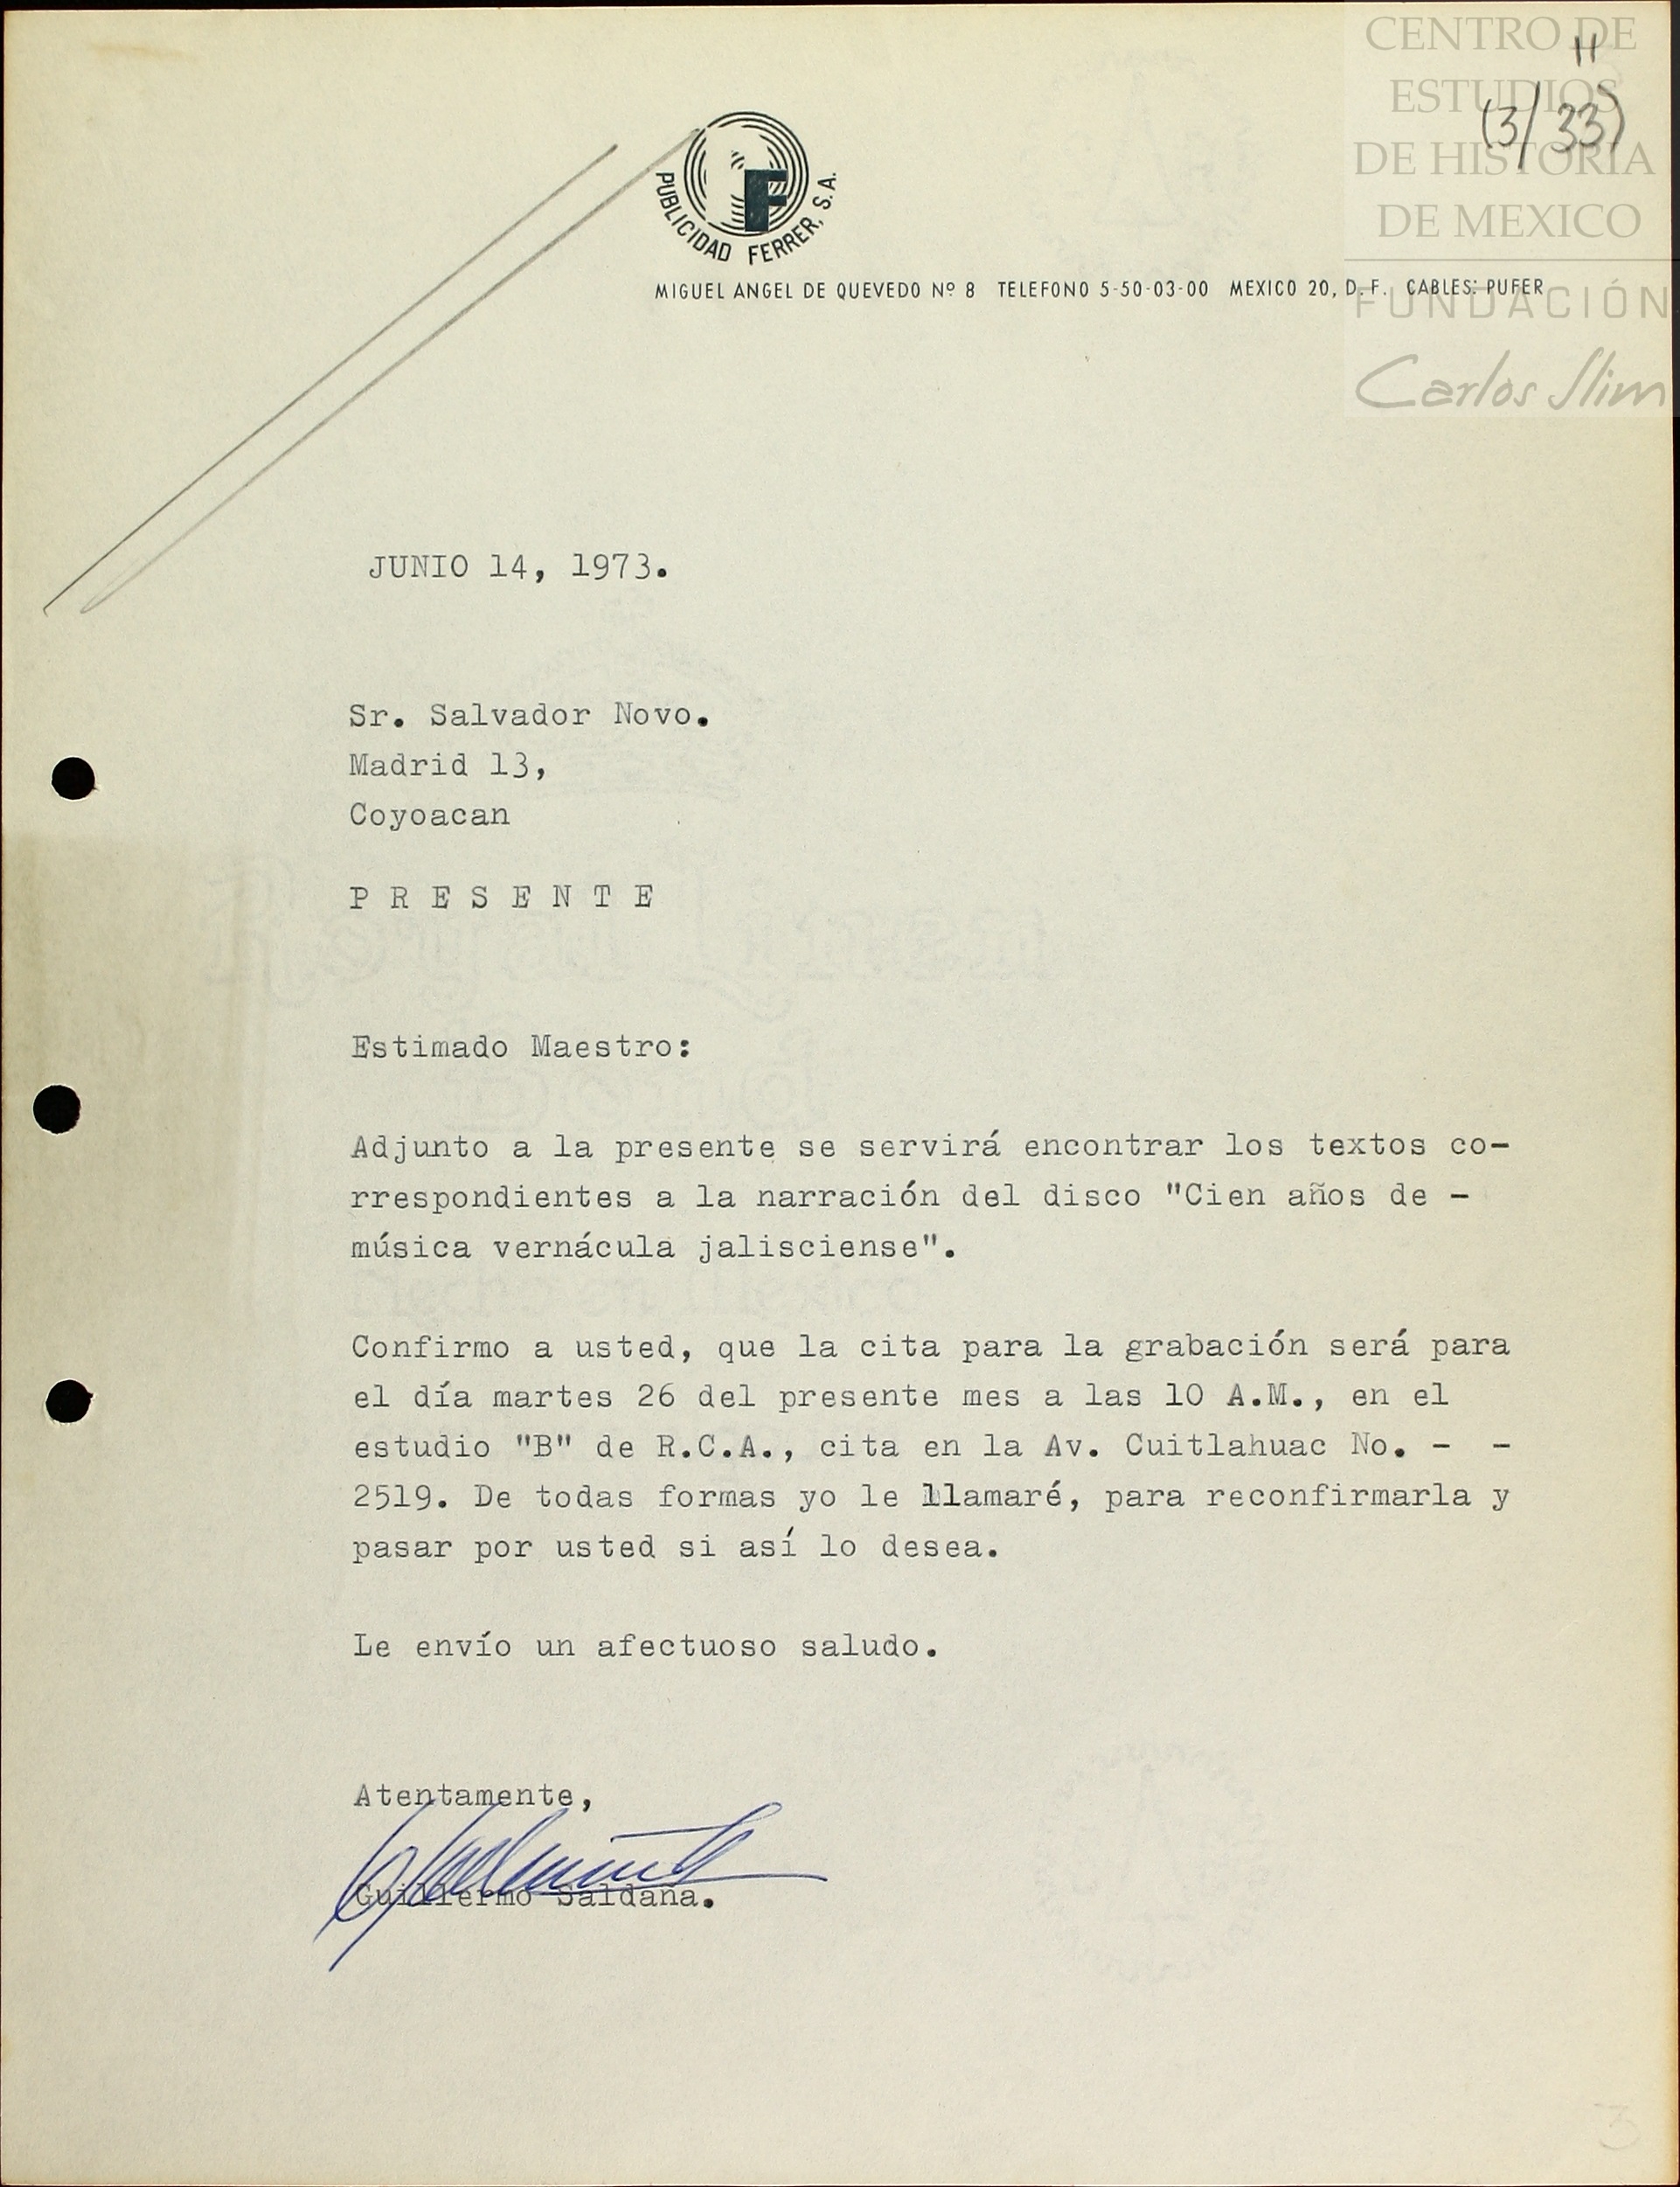 CENTRO DE
ESTUDIOS
DE HISTORIA
DE MEXICO
FUNDACIÓN
Carlos Slim
11
(3/33)
F
PUBLICIDAD FERRER, S.A.
MIGUEL ANGEL DE QUEVEDO Nº 8 TELEFONO 5-50-03-00 MEXICO 20, D.F. CABLES: PUFER
JUNIO 14, 1973.
Sr. Salvador Novo.
Madrid 13,
Coyoacan
P R E S E N T E
Estimado Maestro:
Adjunto a la presente se servirá encontrar los textos co-
rrespondientes a la narración del disco "Cien años de -
música vernácula jalisciense".
Confirmo a usted, que la cita para la grabación será para
el día martes 26 del presente mes a las 10 A.M., en el
estudio "B" de R.C.A., cita en la Av. Cuitlahuac No. - -
2519. De todas formas yo le llamaré, para reconfirmarla y
pasar por usted si así lo desea.
Le envío un afectuoso saludo.
Atentamente,
Guillermo Saldaña.
3